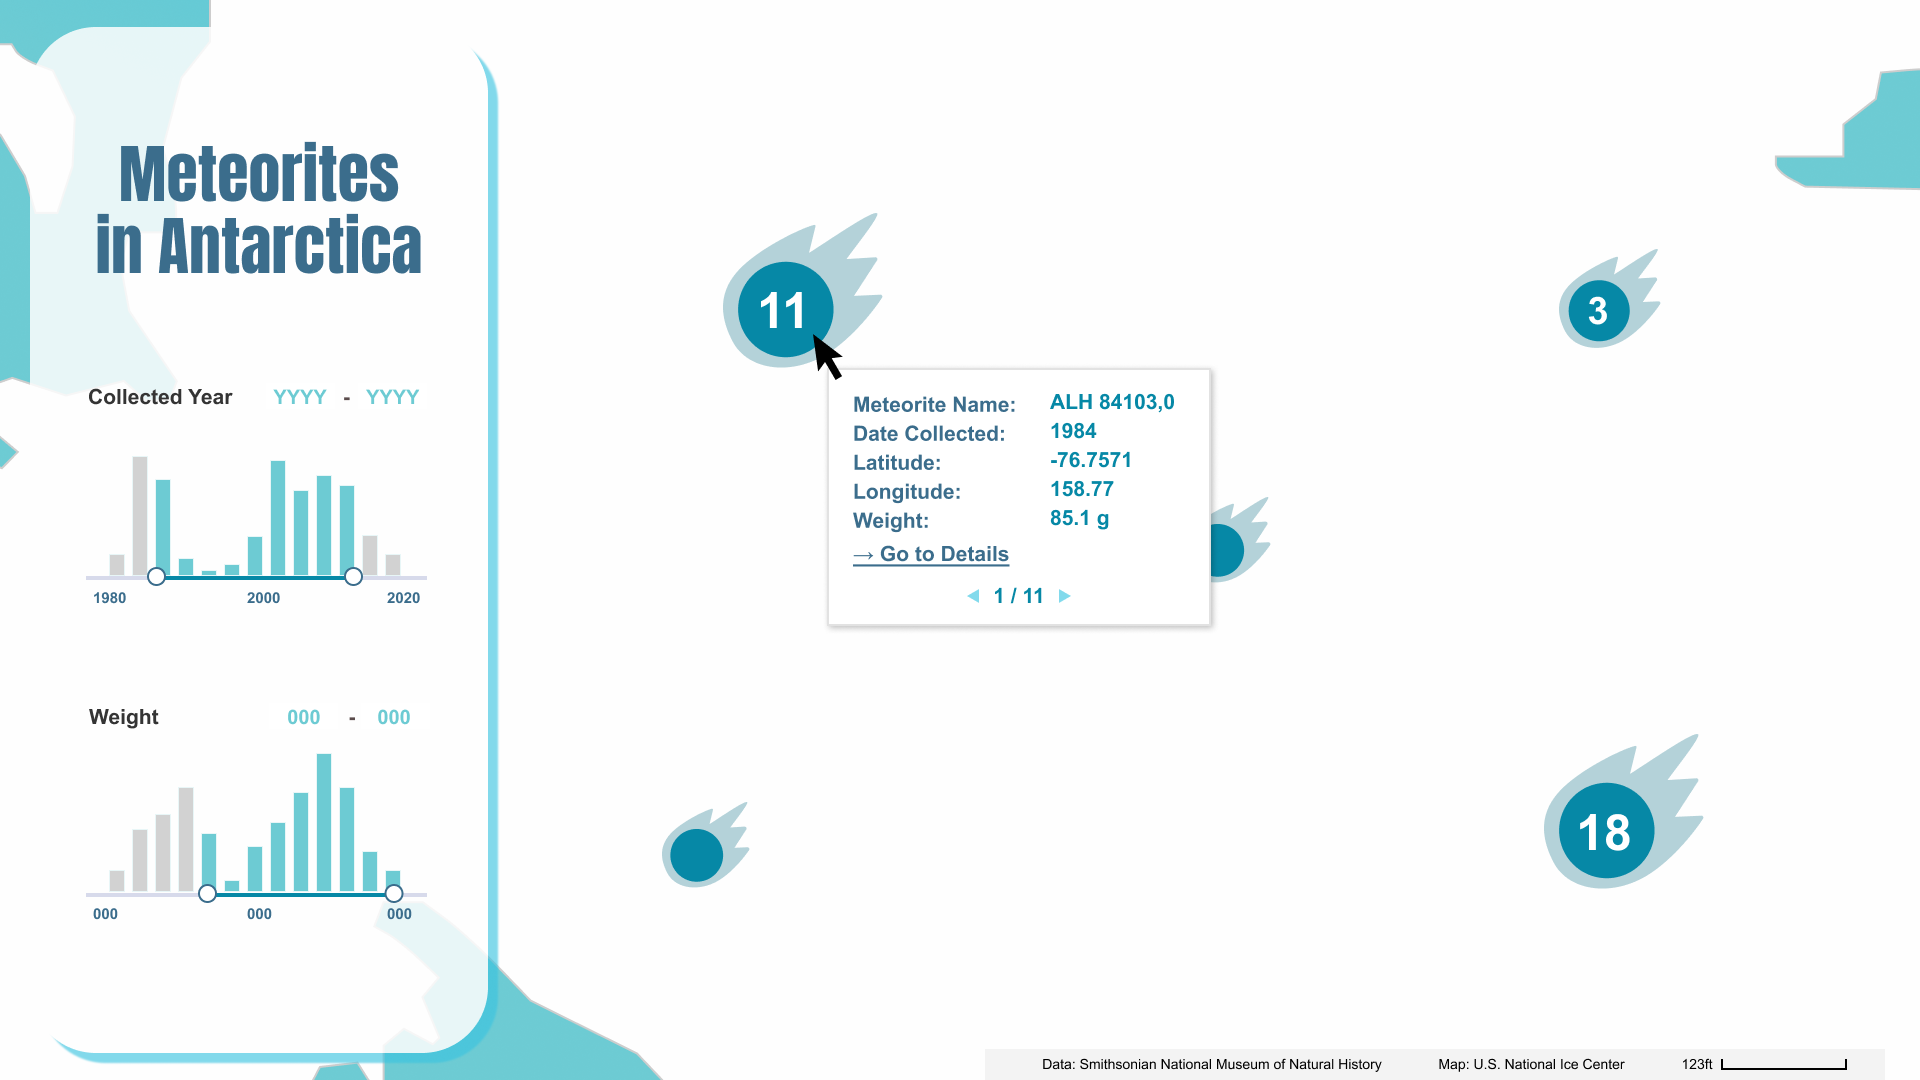 Meteorites
in Antarctica
Collected Year YYYY - YYYY
1980 2000 2020
Weight 000 - 000
000 000 000
11
3
Meteorite Name: ALH 84103,0
Date Collected: 1984
Latitude: -76.7571
Longitude: 158.77
Weight: 85.1 g
→ Go to Details
1 / 11
18
Data: Smithsonian National Museum of Natural History Map: U.S. National Ice Center 123ft